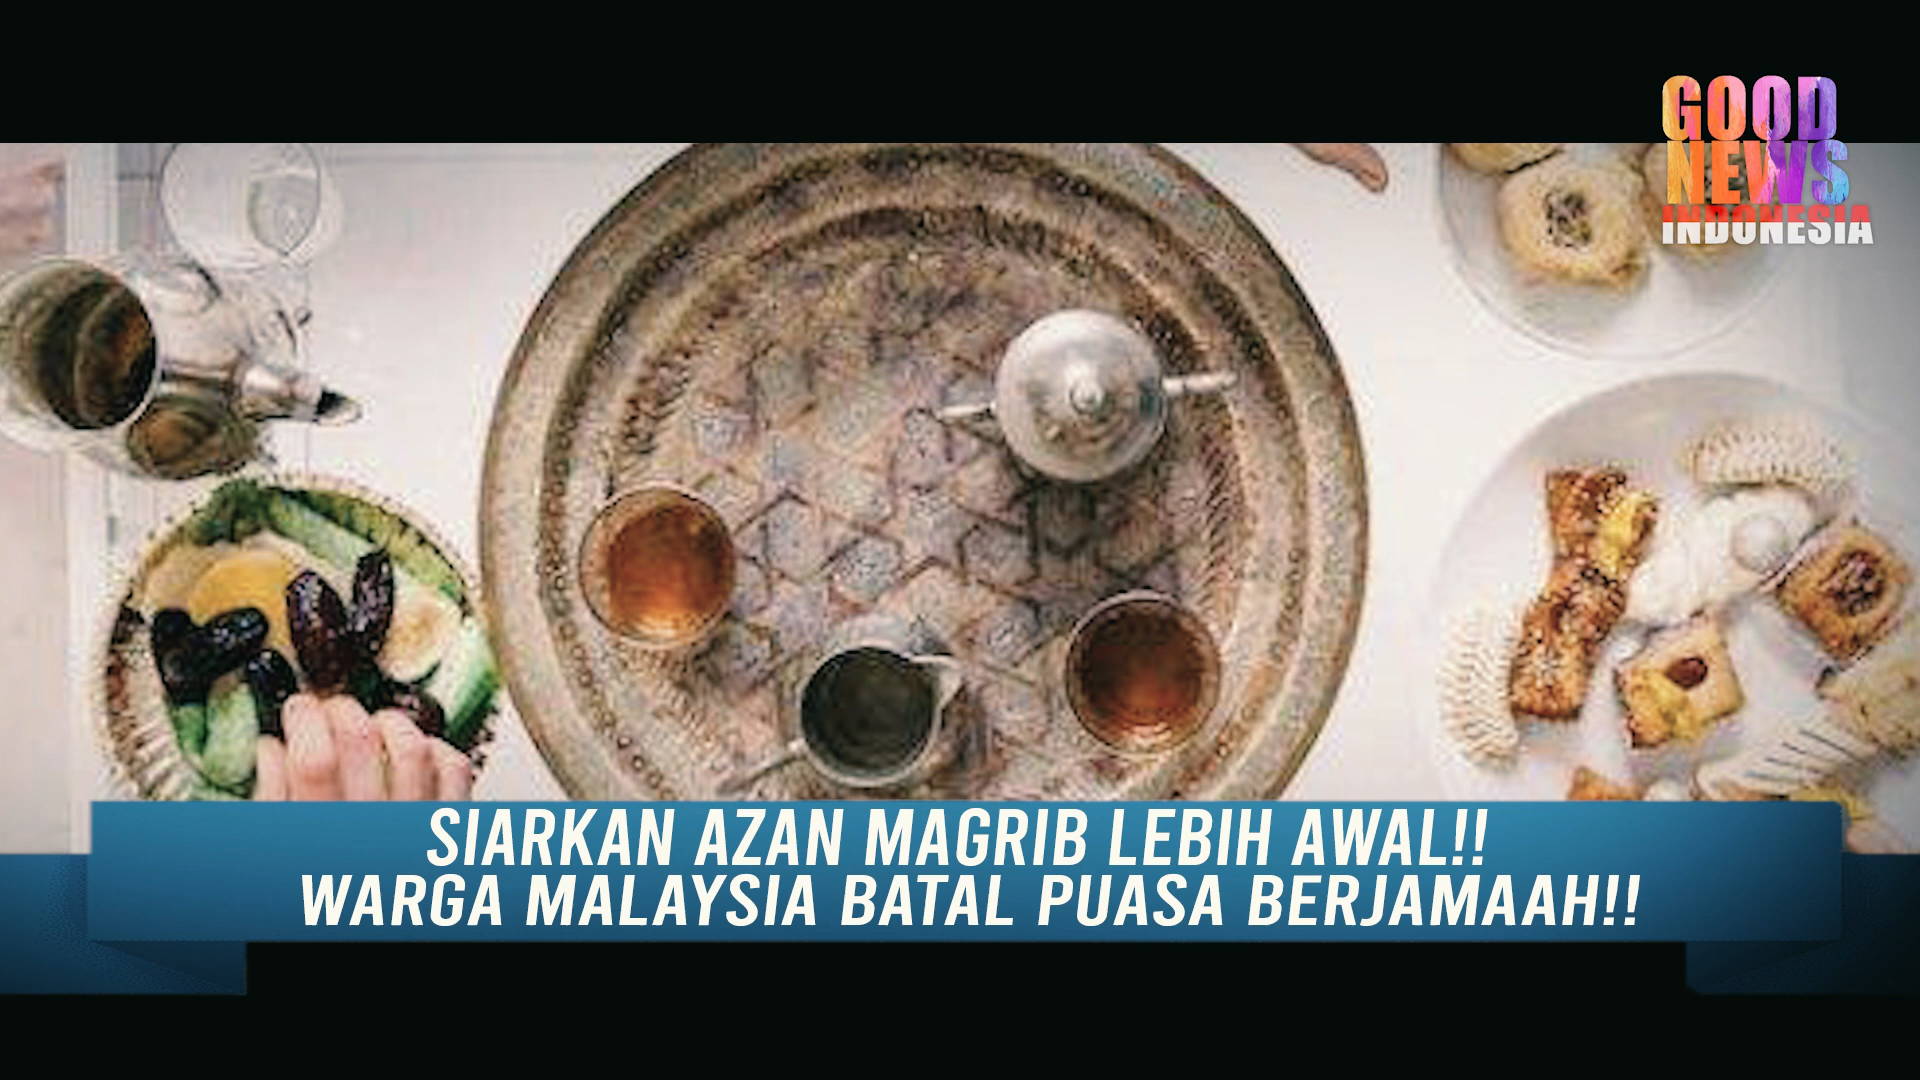 GOOD
NEWS
INDONESIA
SIARKAN AZAN MAGRIB LEBIH AWAL!!
WARGA MALAYSIA BATAL PUASA BERJAMAAH!!